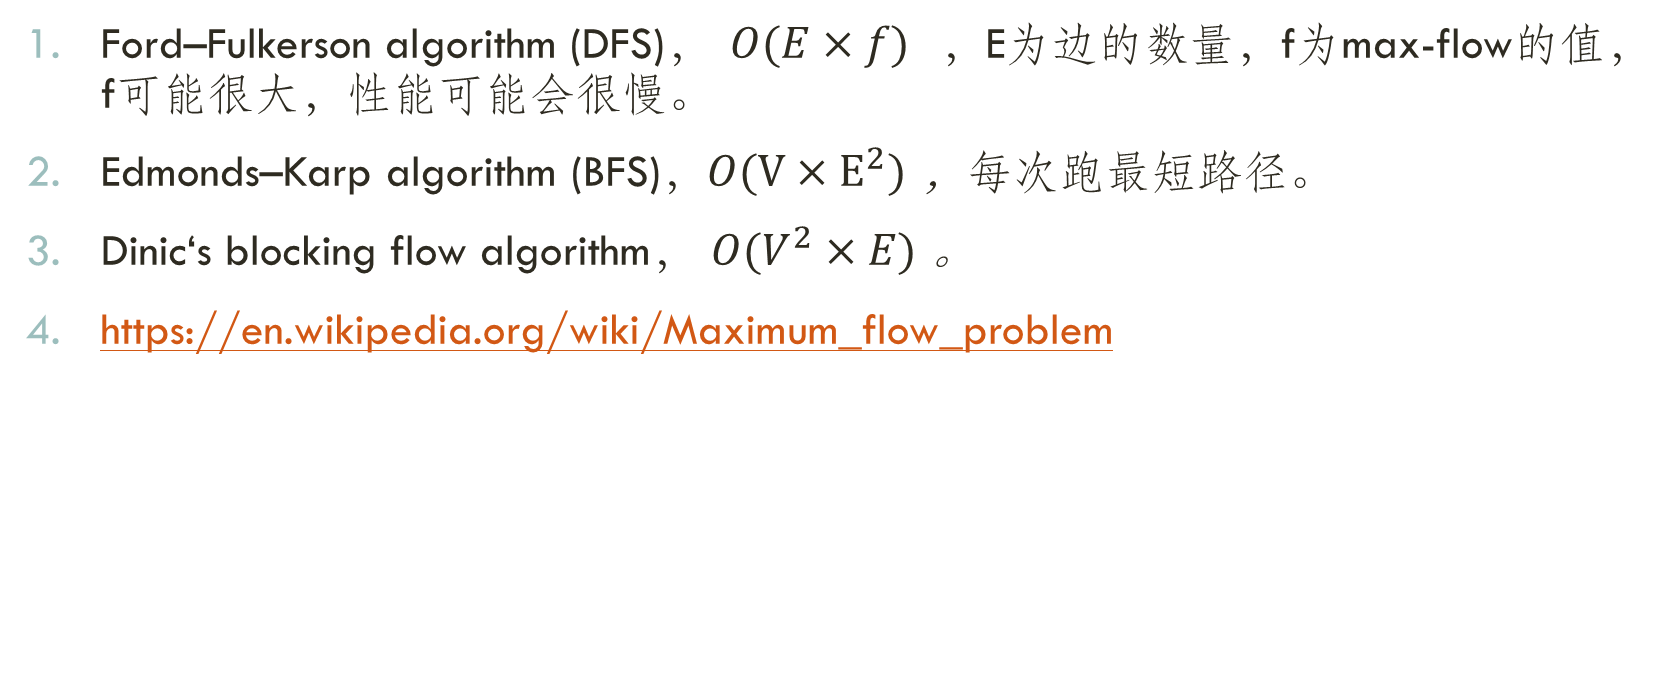 1. Ford–Fulkerson algorithm (DFS)， O(E × f) ，E为边的数量，f为max-flow的值，
f可能很大，性能可能会很慢。
2. Edmonds–Karp algorithm (BFS)，O(V × E²) ，每次跑最短路径。
3. Dinic‘s blocking flow algorithm， O(V² × E) 。
4. https://en.wikipedia.org/wiki/Maximum_flow_problem